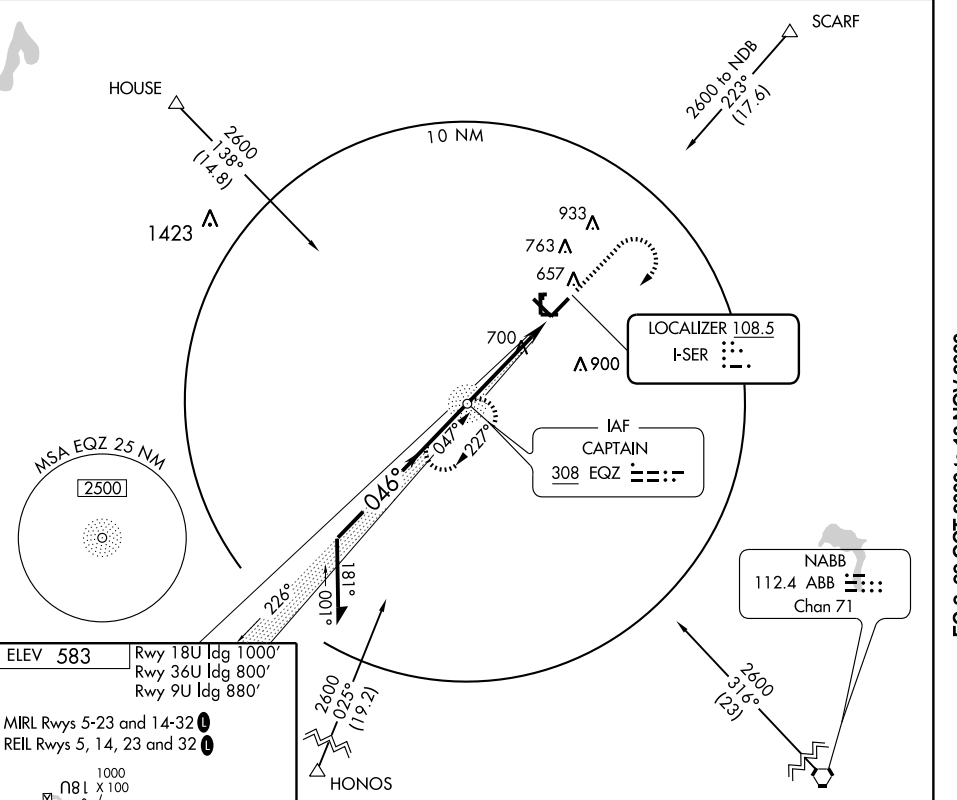 SCARF
2600 to NDB
223°
(17.6)
HOUSE
2600
138°
(14.8)
10 NM
1423
933
763
657
700
900
LOCALIZER 108.5
I-SER
IAF
CAPTAIN
308 EQZ
047°
227°
046°
MSA EQZ 25 NM
2500
NABB
112.4 ABB
Chan 71
181°
001°
226°
2600
025°
(19.2)
HONOS
2600
316°
(23)
ELEV 583
Rwy 18U ldg 1000'
Rwy 36U ldg 800'
Rwy 9U ldg 880'
MIRL Rwys 5-23 and 14-32 L
REIL Rwys 5, 14, 23 and 32 L
1000
X 100
18U